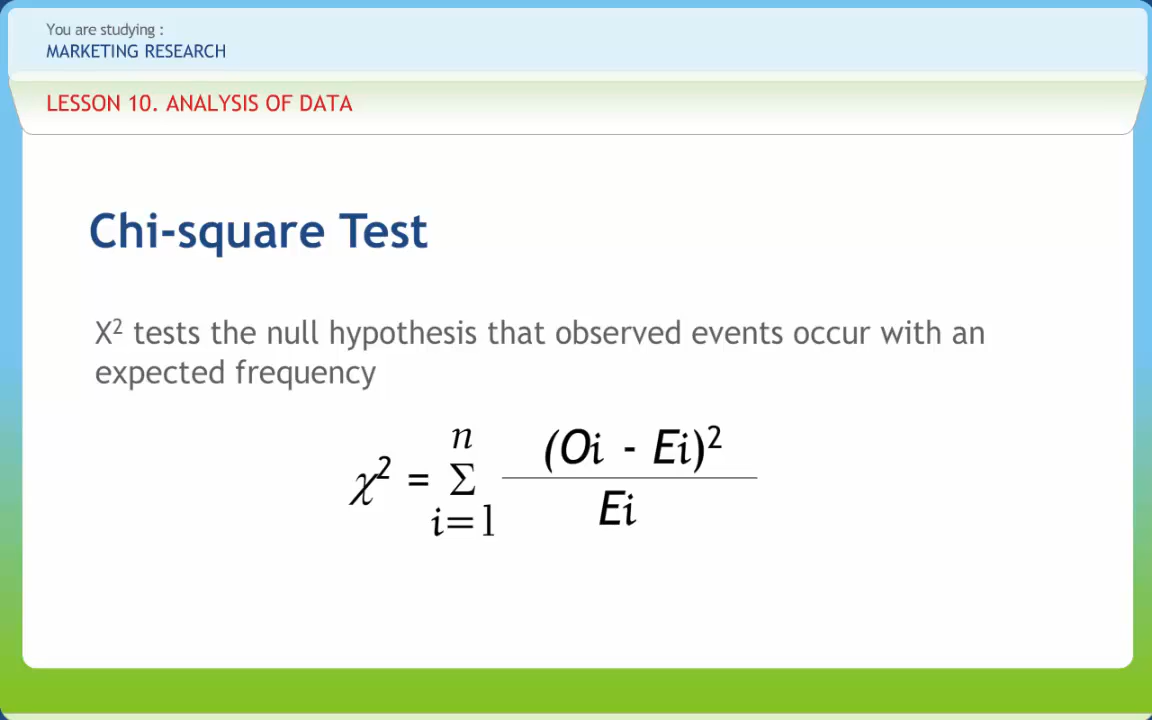 You are studying :
MARKETING RESEARCH
LESSON 10. ANALYSIS OF DATA
Chi-square Test
X² tests the null hypothesis that observed events occur with an
expected frequency
χ² = n Σ i=1 (Oi - Ei)²
Ei